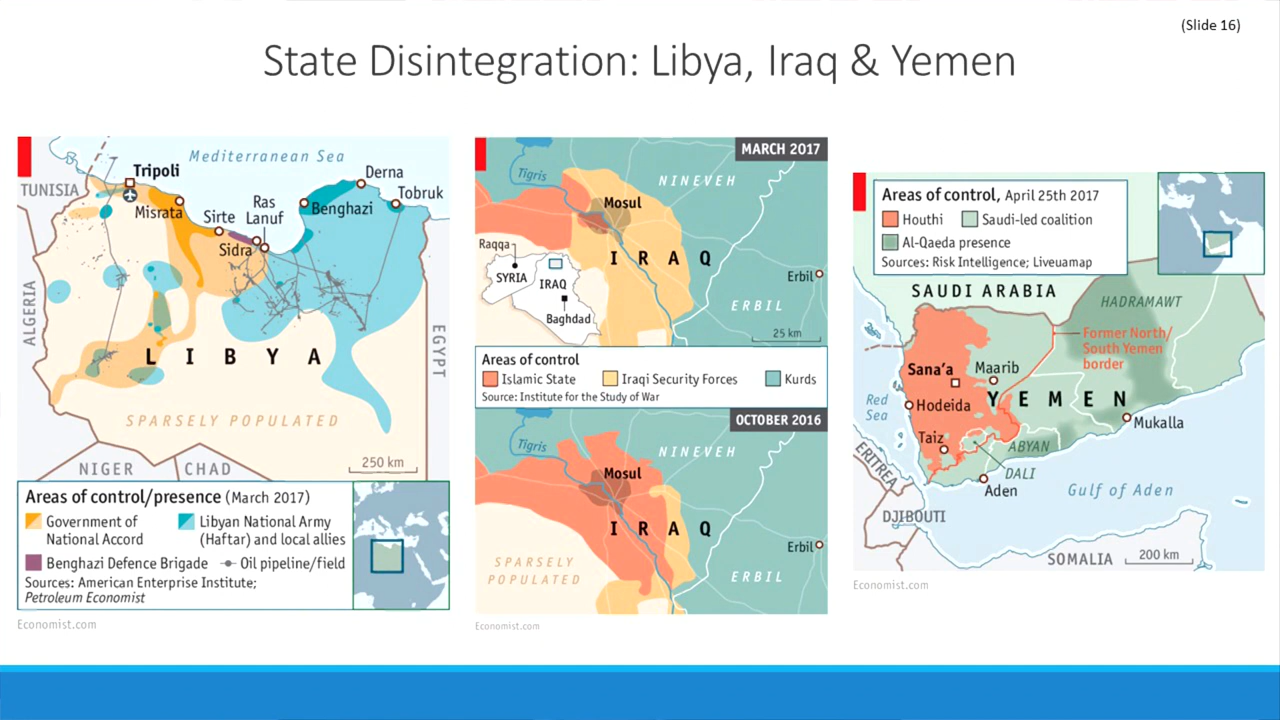 (Slide 16)
State Disintegration: Libya, Iraq & Yemen
Mediterranean Sea
Tripoli
TUNISIA
Misrata
Sirte
Ras
Lanuf
Sidra
Benghazi
Derna
Tobruk
ALGERIA
EGYPT
LIBYA
SPARSELY POPULATED
NIGER
CHAD
250 km
Areas of control/presence (March 2017)
Government of
National Accord
Libyan National Army
(Haftar) and local allies
Benghazi Defence Brigade
Oil pipeline/field
Sources: American Enterprise Institute;
Petroleum Economist
Economist.com
MARCH 2017
Tigris
NINEVEH
Mosul
IRAQ
Raqqa
SYRIA
IRAQ
Baghdad
Erbil
ERBIL
25 km
Areas of control
Islamic State
Iraqi Security Forces
Kurds
Source: Institute for the Study of War
OCTOBER 2016
Tigris
NINEVEH
Mosul
IRAQ
Erbil
SPARSELY
POPULATED
ERBIL
Economist.com
Areas of control, April 25th 2017
Houthi
Saudi-led coalition
Al-Qaeda presence
Sources: Risk Intelligence; Liveuamap
SAUDI ARABIA
HADRAMAWT
Former North/
South Yemen
border
Sana'a
Maarib
YEMEN
Red
Sea
Hodeida
Mukalla
Taiz
ABYAN
DALI
Aden
Gulf of Aden
ERITREA
DJIBOUTI
SOMALIA
200 km
Economist.com